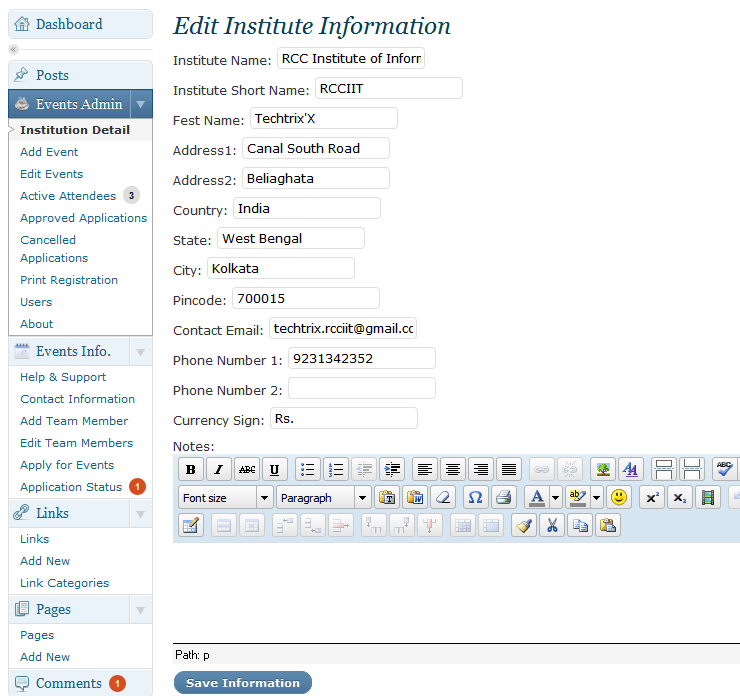 Dashboard
«
Posts
Events Admin
Institution Detail
Add Event
Edit Events
Active Attendees 3
Approved Applications
Cancelled
Applications
Print Registration
Users
About
Events Info.
Help & Support
Contact Information
Add Team Member
Edit Team Members
Apply for Events
Application Status 1
Links
Links
Add New
Link Categories
Pages
Pages
Add New
Comments 1
Edit Institute Information
Institute Name: RCC Institute of Inforn
Institute Short Name: RCCIIT
Fest Name: Techtrix'X
Address1: Canal South Road
Address2: Beliaghata
Country: India
State: West Bengal
City: Kolkata
Pincode: 700015
Contact Email: techtrix.rcciit@gmail.cc
Phone Number 1: 9231342352
Phone Number 2:
Currency Sign: Rs.
Notes:
B I ABC U ABC
Font size Paragraph Ω A ab x² x₂
Path: p
Save Information